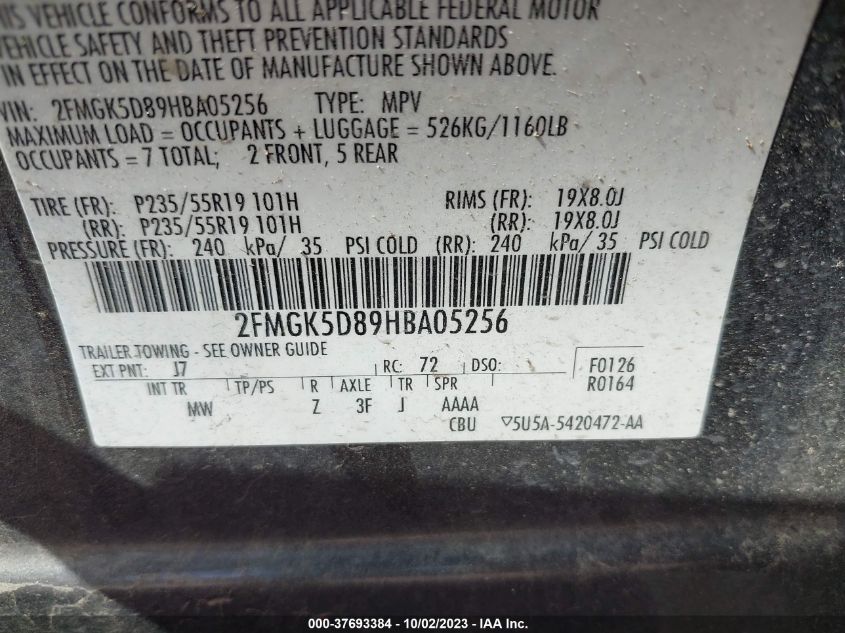 THIS VEHICLE CONFORMS TO ALL APPLICABLE FEDERAL MOTOR
VEHICLE SAFETY AND THEFT PREVENTION STANDARDS
IN EFFECT ON THE DATE OF MANUFACTURE SHOWN ABOVE.
VIN: 2FMGK5D89HBA05256 TYPE: MPV
MAXIMUM LOAD = OCCUPANTS + LUGGAGE = 526KG/1160LB
OCCUPANTS = 7 TOTAL; 2 FRONT, 5 REAR
TIRE (FR): P235/55R19 101H RIMS (FR): 19X8.0J
(RR): P235/55R19 101H (RR): 19X8.0J
PRESSURE (FR): 240 kPa/ 35 PSI COLD (RR): 240 kPa/ 35 PSI COLD
2FMGK5D89HBA05256
TRAILER TOWING - SEE OWNER GUIDE
EXT PNT: J7 RC: 72 DSO: F0126
R0164
INT TR TP/PS R AXLE TR SPR
MW Z 3F J AAAA
CBU ▽5U5A-5420472-AA
000-37693384 - 10/02/2023 - IAA Inc.